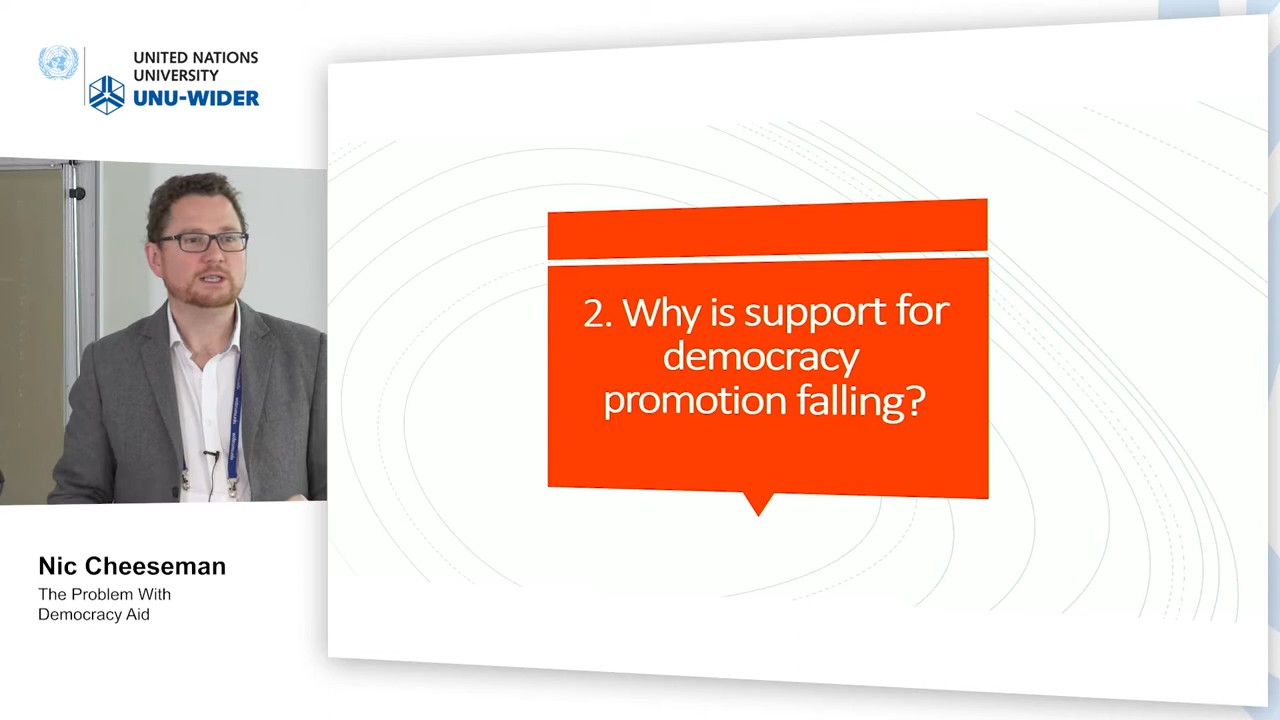 UNITED NATIONS
UNIVERSITY
UNU-WIDER
2. Why is support for
democracy
promotion falling?
Nic Cheeseman
The Problem With
Democracy Aid